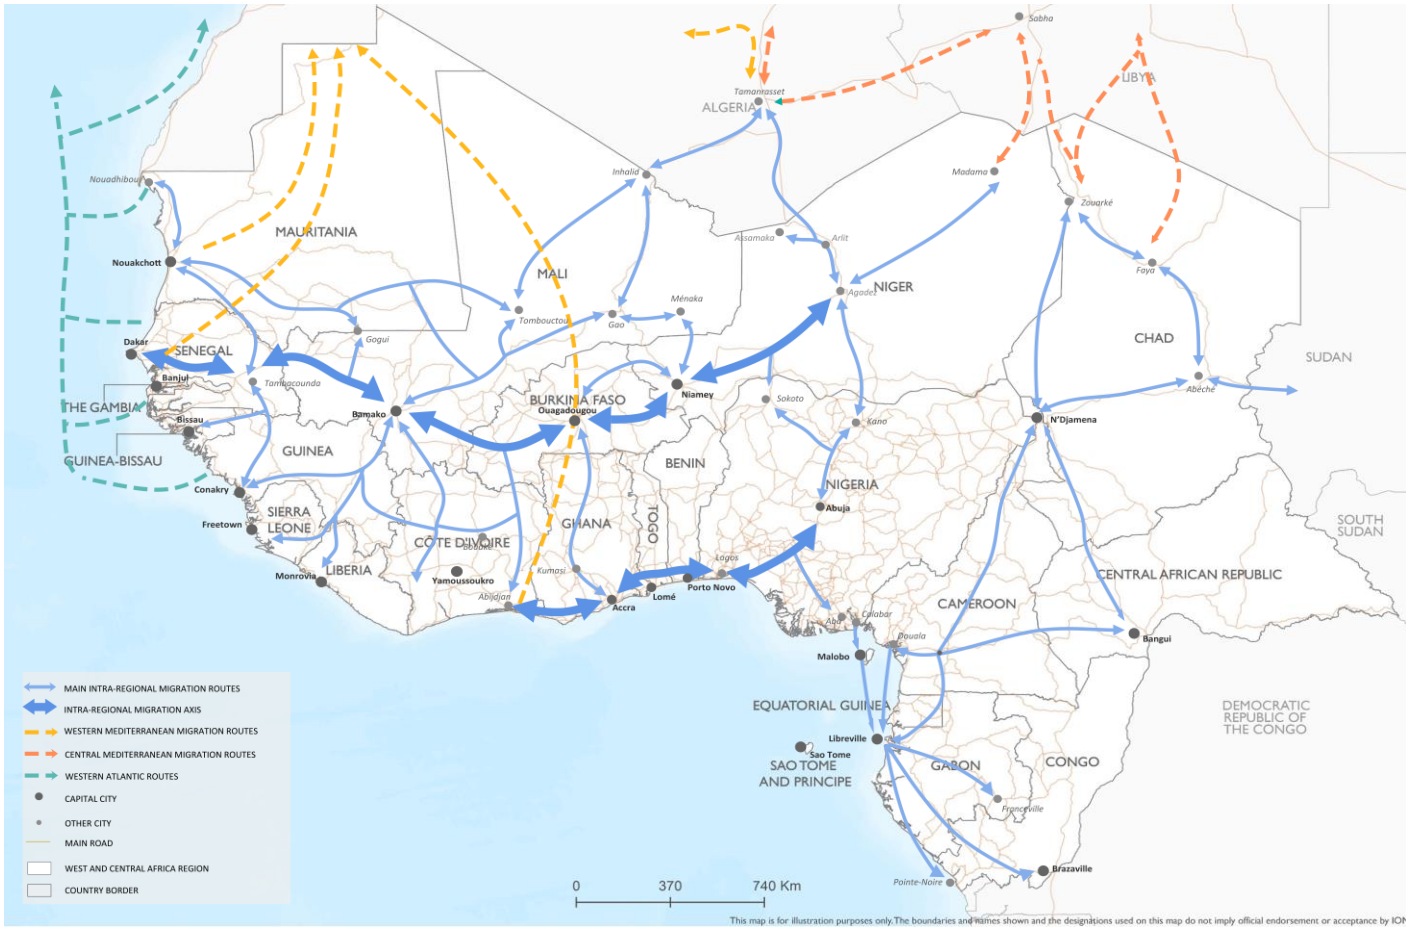 Sabha
LIBYA
Tamanrasset
ALGERIA
Nouadhibou
Inhalid
Madama
Zouarké
MAURITANIA
Assamaka
Arlit
Nouakchott
Faya
MALI
NIGER
Agadez
Ménaka
Tombouctou
Gao
Gogui
CHAD
Dakar
SENEGAL
SUDAN
Banjul
Tambacounda
Abéché
THE GAMBIA
Bamako
BURKINA FASO
Ouagadougou
Niamey
Sokoto
Bissau
Kano
N'Djamena
GUINEA
GUINEA-BISSAU
BENIN
Conakry
NIGERIA
Abuja
SIERRA
LEONE
Freetown
GHANA
TOGO
SOUTH
SUDAN
CÔTE D'IVOIRE
Bouaké
Lagos
Monrovia
LIBERIA
Yamoussoukro
Kumasi
Porto Novo
CENTRAL AFRICAN REPUBLIC
Abijdjan
Accra
Lomé
CAMEROON
Aba
Calabar
Douala
Bangui
Malobo
EQUATORIAL GUINEA
DEMOCRATIC
REPUBLIC OF
THE CONGO
Libreville
Sao Tome
SAO TOME
AND PRINCIPE
GABON
CONGO
Franceville
Pointe-Noire
Brazaville
MAIN INTRA-REGIONAL MIGRATION ROUTES
INTRA-REGIONAL MIGRATION AXIS
WESTERN MEDITERRANEAN MIGRATION ROUTES
CENTRAL MEDITERRANEAN MIGRATION ROUTES
WESTERN ATLANTIC ROUTES
CAPITAL CITY
OTHER CITY
MAIN ROAD
WEST AND CENTRAL AFRICA REGION
COUNTRY BORDER
0 370 740 Km
This map is for illustration purposes only. The boundaries and names shown and the designations used on this map do not imply official endorsement or acceptance by IOM